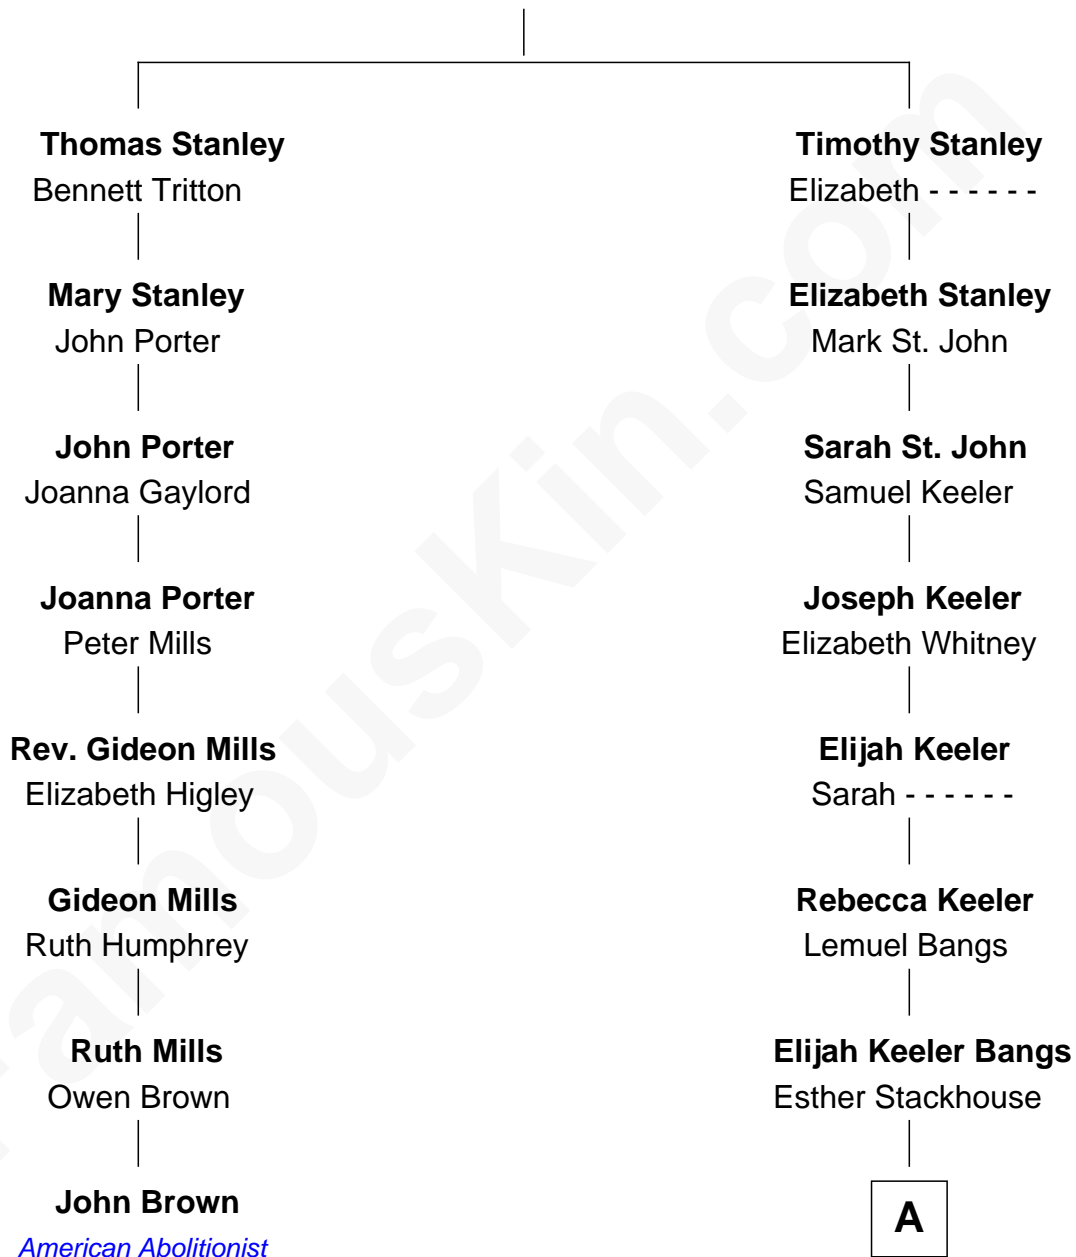 Thomas Stanley
Bennett Tritton
Mary Stanley
John Porter
John Porter
Joanna Gaylord
Joanna Porter
Peter Mills
Rev. Gideon Mills
Elizabeth Higley
Gideon Mills
Ruth Humphrey
Ruth Mills
Owen Brown
John Brown
American Abolitionist
Timothy Stanley
Elizabeth - - - - - -
Elizabeth Stanley
Mark St. John
Sarah St. John
Samuel Keeler
Joseph Keeler
Elizabeth Whitney
Elijah Keeler
Sarah - - - - - -
Rebecca Keeler
Lemuel Bangs
Elijah Keeler Bangs
Esther Stackhouse
A
FamousKin.com